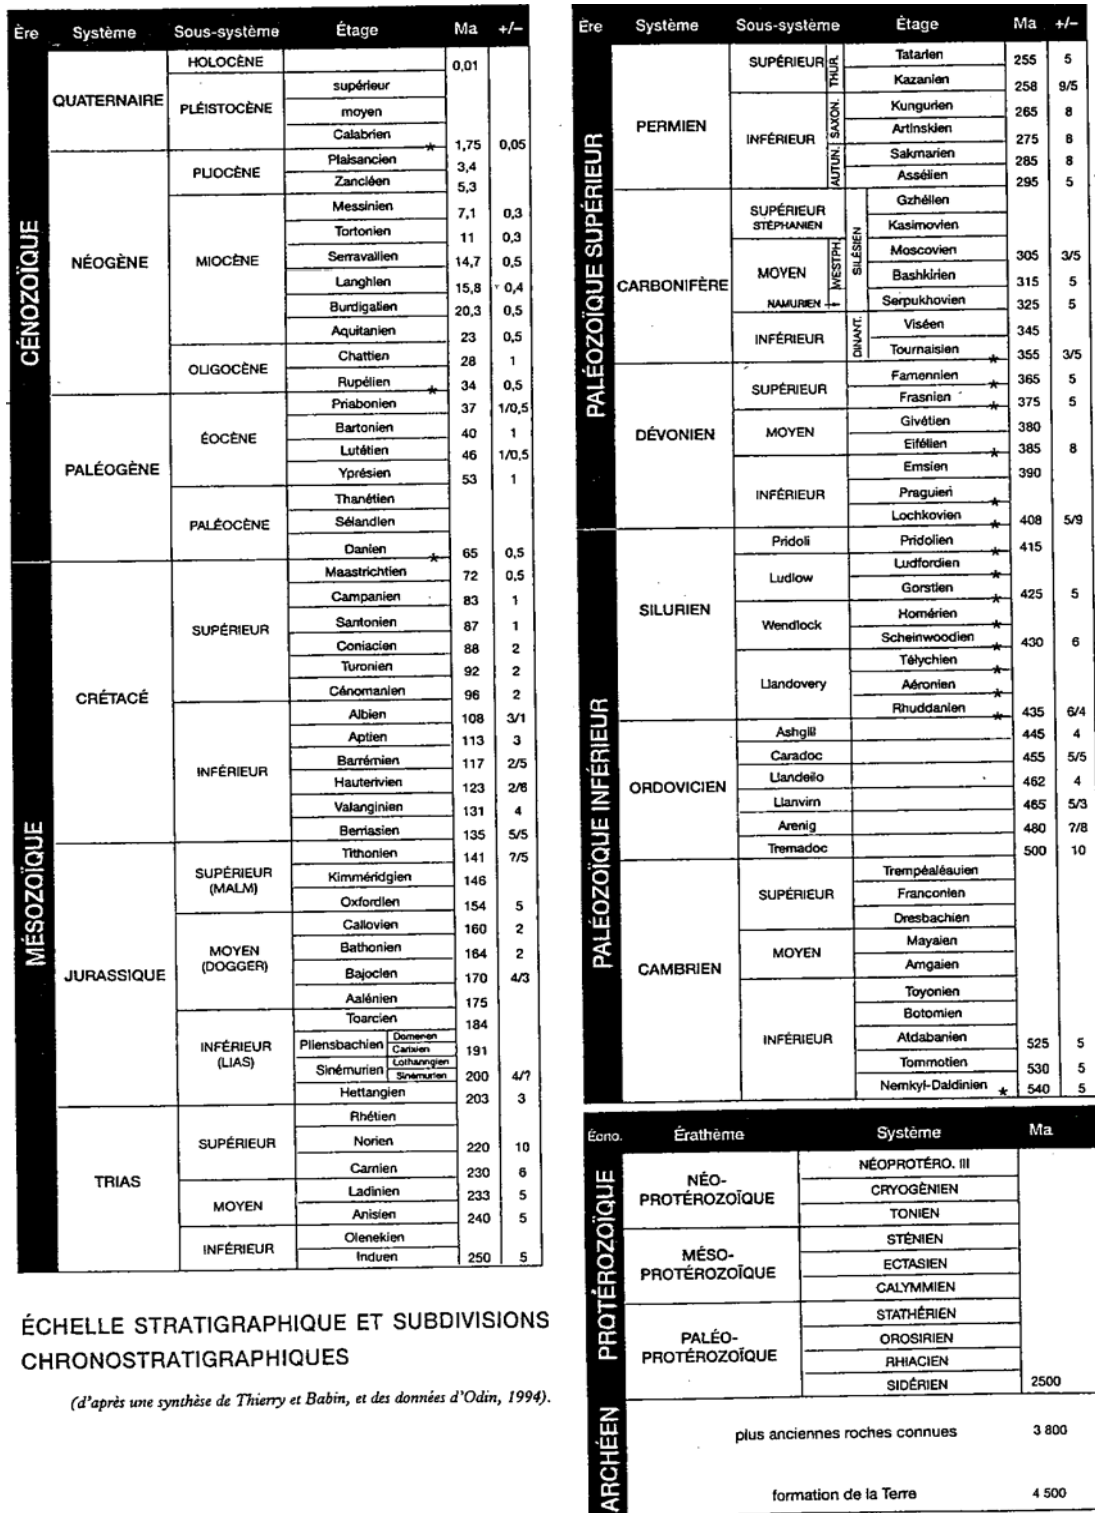 Ère Système Sous-système Étage Ma +/−
CÉNOZOÏQUE
QUATERNAIRE
HOLOCÈNE 0,01
PLÉISTOCÈNE
supérieur
moyen
Calabrien * 1,75 0,05
NÉOGÈNE
PLIOCÈNE
Plaisancien 3,4
Zancléen 5,3
MIOCÈNE
Messinien 7,1 0,3
Tortonien 11 0,3
Serravallien 14,7 0,5
Langhien 15,8 0,4
Burdigalien 20,3 0,5
Aquitanien 23 0,5
OLIGOCÈNE
Chattien 28 1
Rupélien * 34 0,5
PALÉOGÈNE
ÉOCÈNE
Priabonien 37 1/0,5
Bartonien 40 1
Lutétien 46 1/0,5
Yprésien 53 1
PALÉOCÈNE
Thanétien
Sélandien
Danien * 65 0,5
MÉSOZOÏQUE
CRÉTACÉ
SUPÉRIEUR
Maastrichtien 72 0,5
Campanien 83 1
Santonien 87 1
Coniacien 88 2
Turonien 92 2
Cénomanien 96 2
INFÉRIEUR
Albien 108 3/1
Aptien 113 3
Barrémien 117 2/5
Hauterivien 123 2/6
Valanginien 131 4
Berriasien 135 5/5
JURASSIQUE
SUPÉRIEUR
(MALM)
Tithonien 141 ?/5
Kimméridgien 146
Oxfordien 154 5
MOYEN
(DOGGER)
Callovien 160 2
Bathonien 164 2
Bajocien 170 4/3
Aalénien 175
INFÉRIEUR
(LIAS)
Toarcien 184
Pliensbachien Domerien
Carixien 191
Sinémurien Lotharingien
Sinémurien 200 4/?
Hettangien 203 3
TRIAS
SUPÉRIEUR
Rhétien
Norien 220 10
Carnien 230 6
MOYEN
Ladinien 233 5
Anisien 240 5
INFÉRIEUR
Olenekien
Induen 250 5
ÉCHELLE STRATIGRAPHIQUE ET SUBDIVISIONS
CHRONOSTRATIGRAPHIQUES
(d'après une synthèse de Thierry et Babin, et des données d'Odin, 1994).
Ère Système Sous-système Étage Ma +/−
PALÉOZOÏQUE SUPÉRIEUR
PERMIEN
SUPÉRIEUR THUR.
Tatarien 255 5
Kazanien 258 9/5
INFÉRIEUR SAXON.
Kungurien 265 8
Artinskien 275 8
AUTUN.
Sakmarien 285 8
Assélien 295 5
CARBONIFÈRE
SUPÉRIEUR
STÉPHANIEN
SILÉSIEN
Gzhélien
Kasimovien
MOYEN WESTPH.
Moscovien 305 3/5
Bashkirien 315 5
NAMURIEN
Serpukhovien 325 5
INFÉRIEUR DINANT.
Viséen 345
Tournaisien * 355 3/5
DÉVONIEN
SUPÉRIEUR
Famennien * 365 5
Frasnien * 375 5
MOYEN
Givétien 380
Eifélien * 385 8
INFÉRIEUR
Emsien 390
Praguien *
Lochkovien * 408 5/9
PALÉOZOÏQUE INFÉRIEUR
SILURIEN
Pridoli Pridolien * 415
Ludlow
Ludfordien *
Gorstien * 425 5
Wendlock
Homérien *
Scheinwoodien * 430 6
Llandovery
Télychien *
Aéronien *
Rhuddanien * 435 6/4
ORDOVICIEN
Ashgill 445 4
Caradoc 455 5/5
Llandeilo 462 4
Llanvirn 465 5/3
Arenig 480 7/8
Tremadoc 500 10
CAMBRIEN
SUPÉRIEUR
Trempéaléauien
Franconien
Dresbachien
MOYEN
Mayaien
Amgaien
INFÉRIEUR
Toyonien
Botomien
Atdabanien 525 5
Tommotien 530 5
Nemkyl-Daldinien * 540 5
Éono. Érathème Système Ma
PROTÉROZOÏQUE
NÉO-
PROTÉROZOÏQUE
NÉOPROTÉRO. III
CRYOGÈNIEN
TONIEN
MÉSO-
PROTÉROZOÏQUE
STÉNIEN
ECTASIEN
CALYMMIEN
PALÉO-
PROTÉROZOÏQUE
STATHÉRIEN
OROSIRIEN
RHIACIEN
SIDÉRIEN 2500
ARCHÉEN
plus anciennes roches connues 3 800
formation de la Terre 4 500